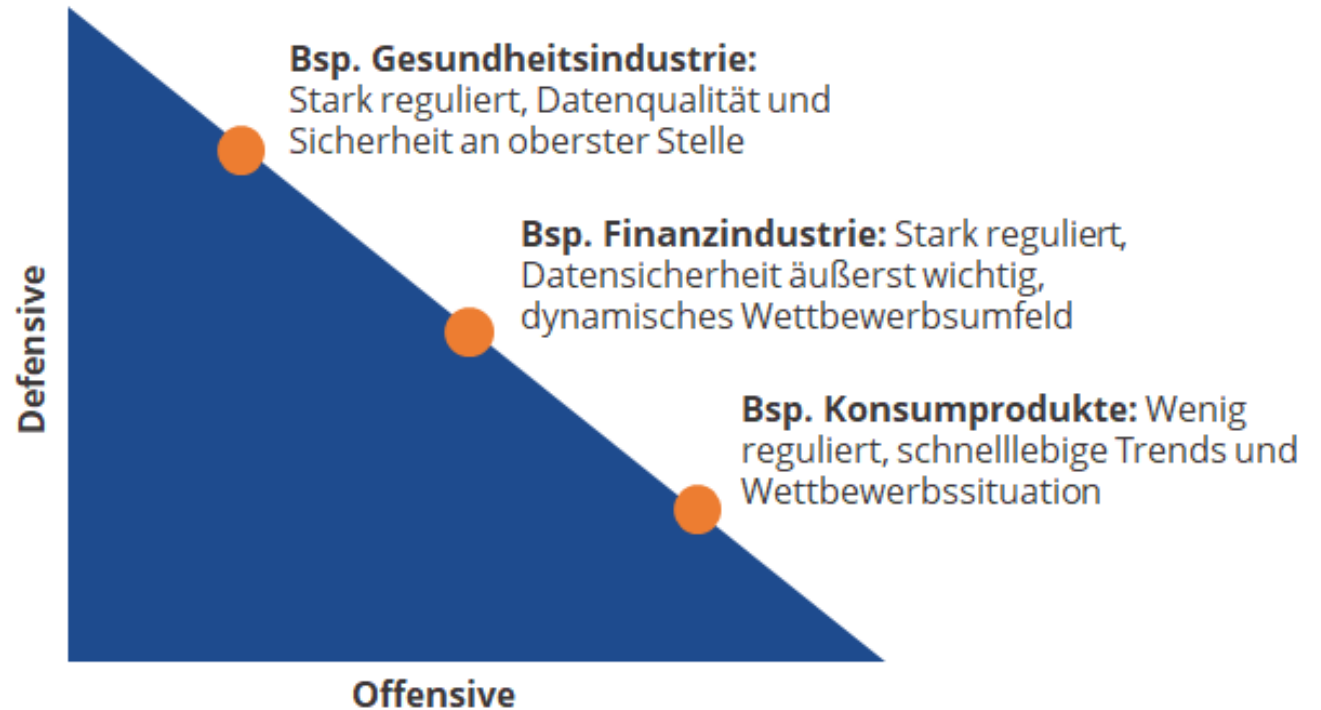 Bsp. Gesundheitsindustrie:
Stark reguliert, Datenqualität und
Sicherheit an oberster Stelle
Bsp. Finanzindustrie: Stark reguliert,
Datensicherheit äußerst wichtig,
dynamisches Wettbewerbsumfeld
Defensive
Bsp. Konsumprodukte: Wenig
reguliert, schnelllebige Trends und
Wettbewerbssituation
Offensive